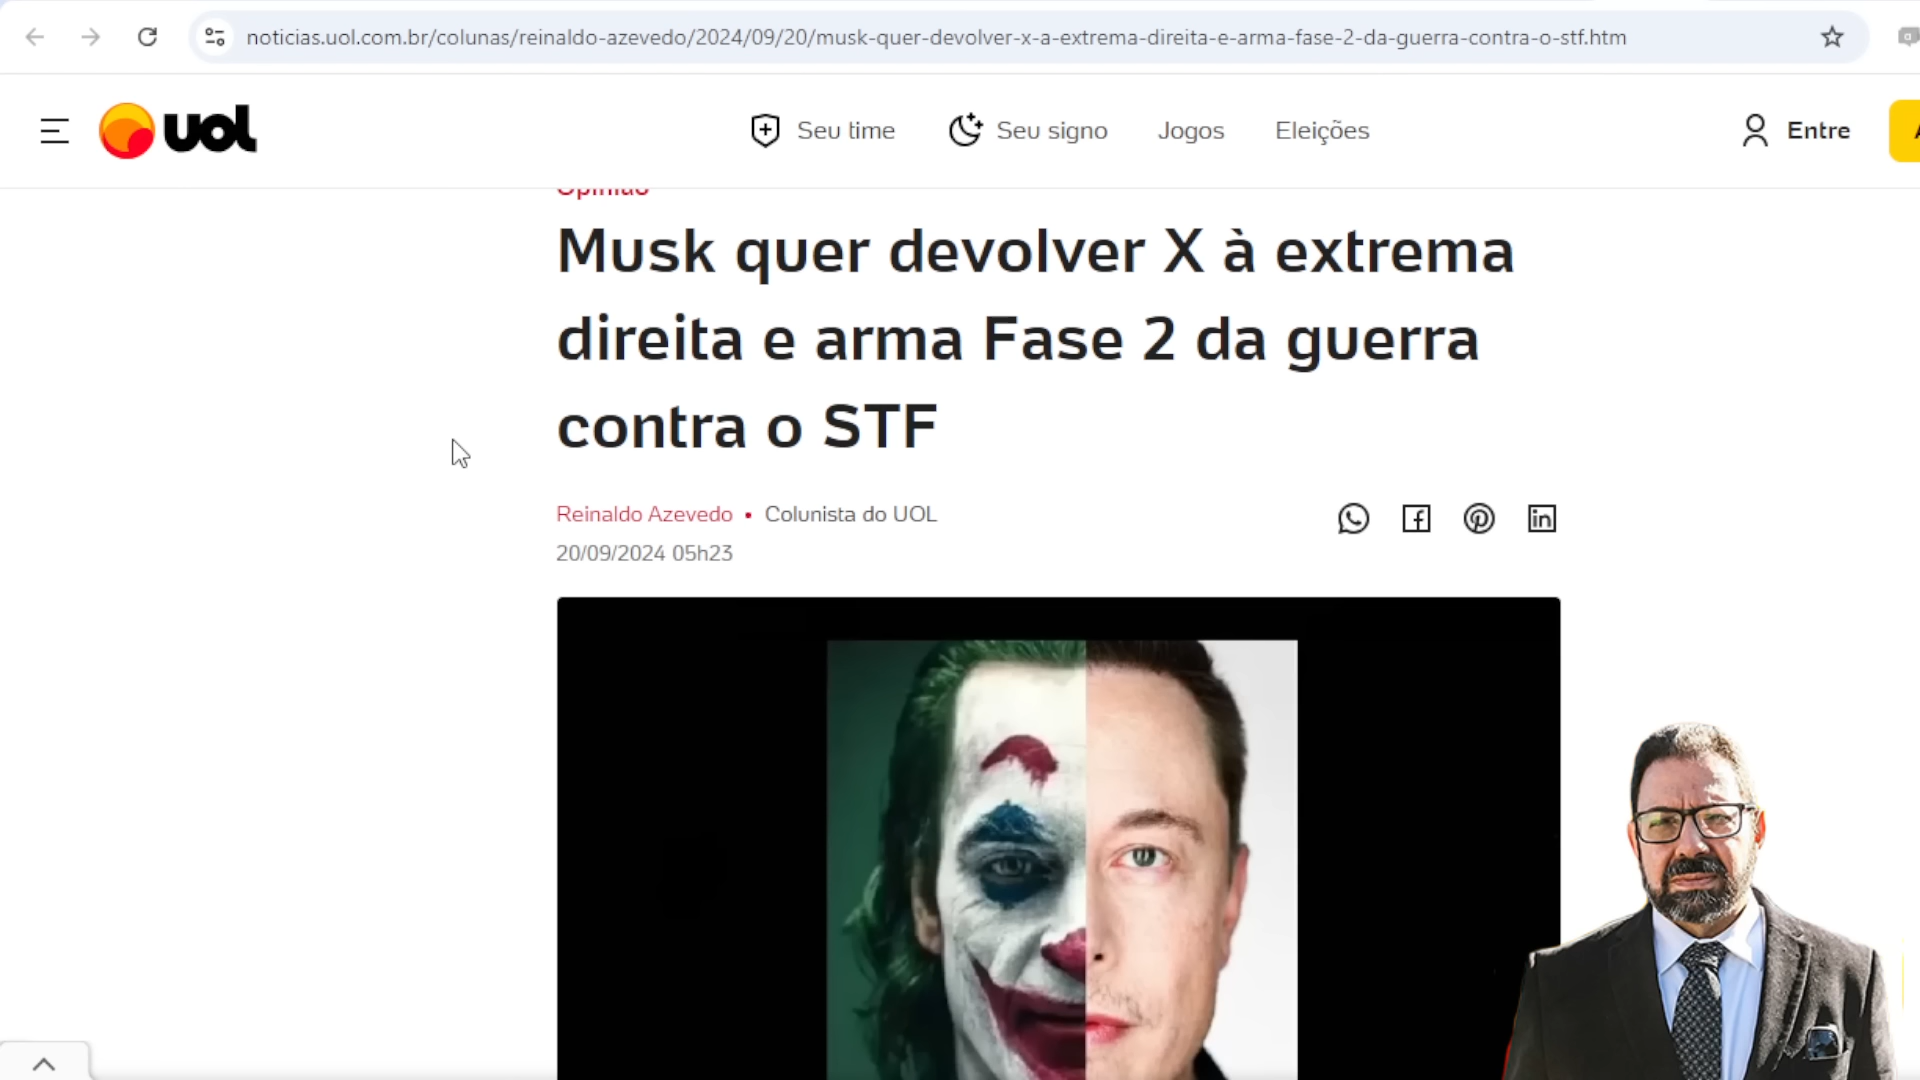 noticias.uol.com.br/colunas/reinaldo-azevedo/2024/09/20/musk-quer-devolver-x-a-extrema-direita-e-arma-fase-2-da-guerra-contra-o-stf.htm
uol
Seu time
Seu signo
Jogos
Eleições
Entre
Opinião
Musk quer devolver X à extrema
direita e arma Fase 2 da guerra
contra o STF
Reinaldo Azevedo • Colunista do UOL
20/09/2024 05h23